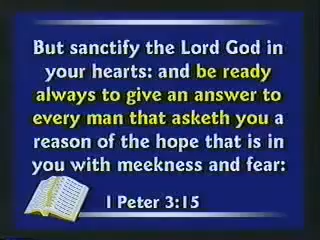 But sanctify the Lord God in
your hearts: and be ready
always to give an answer to
every man that asketh you a
reason of the hope that is in
you with meekness and fear:
I Peter 3:15